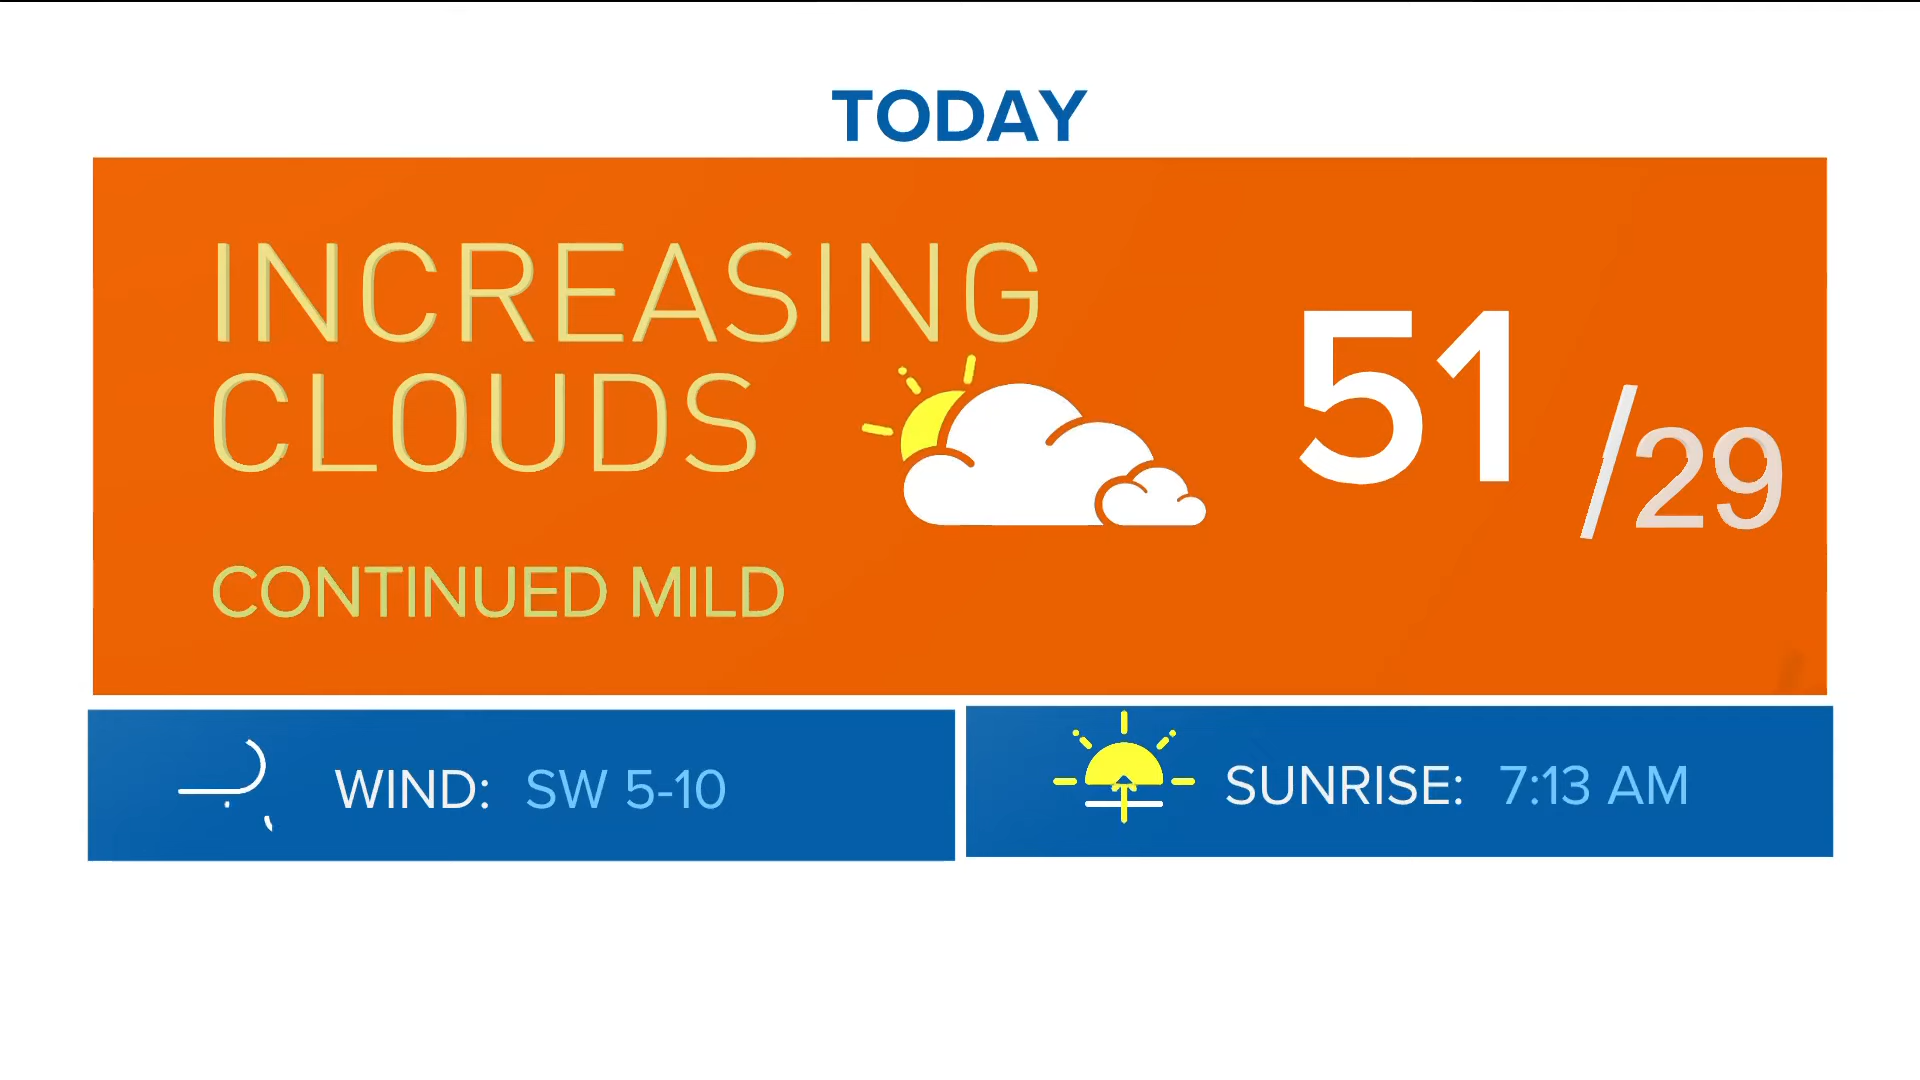 TODAY
INCREASING
CLOUDS
51
/29
CONTINUED MILD
WIND: SW 5-10
SUNRISE: 7:13 AM